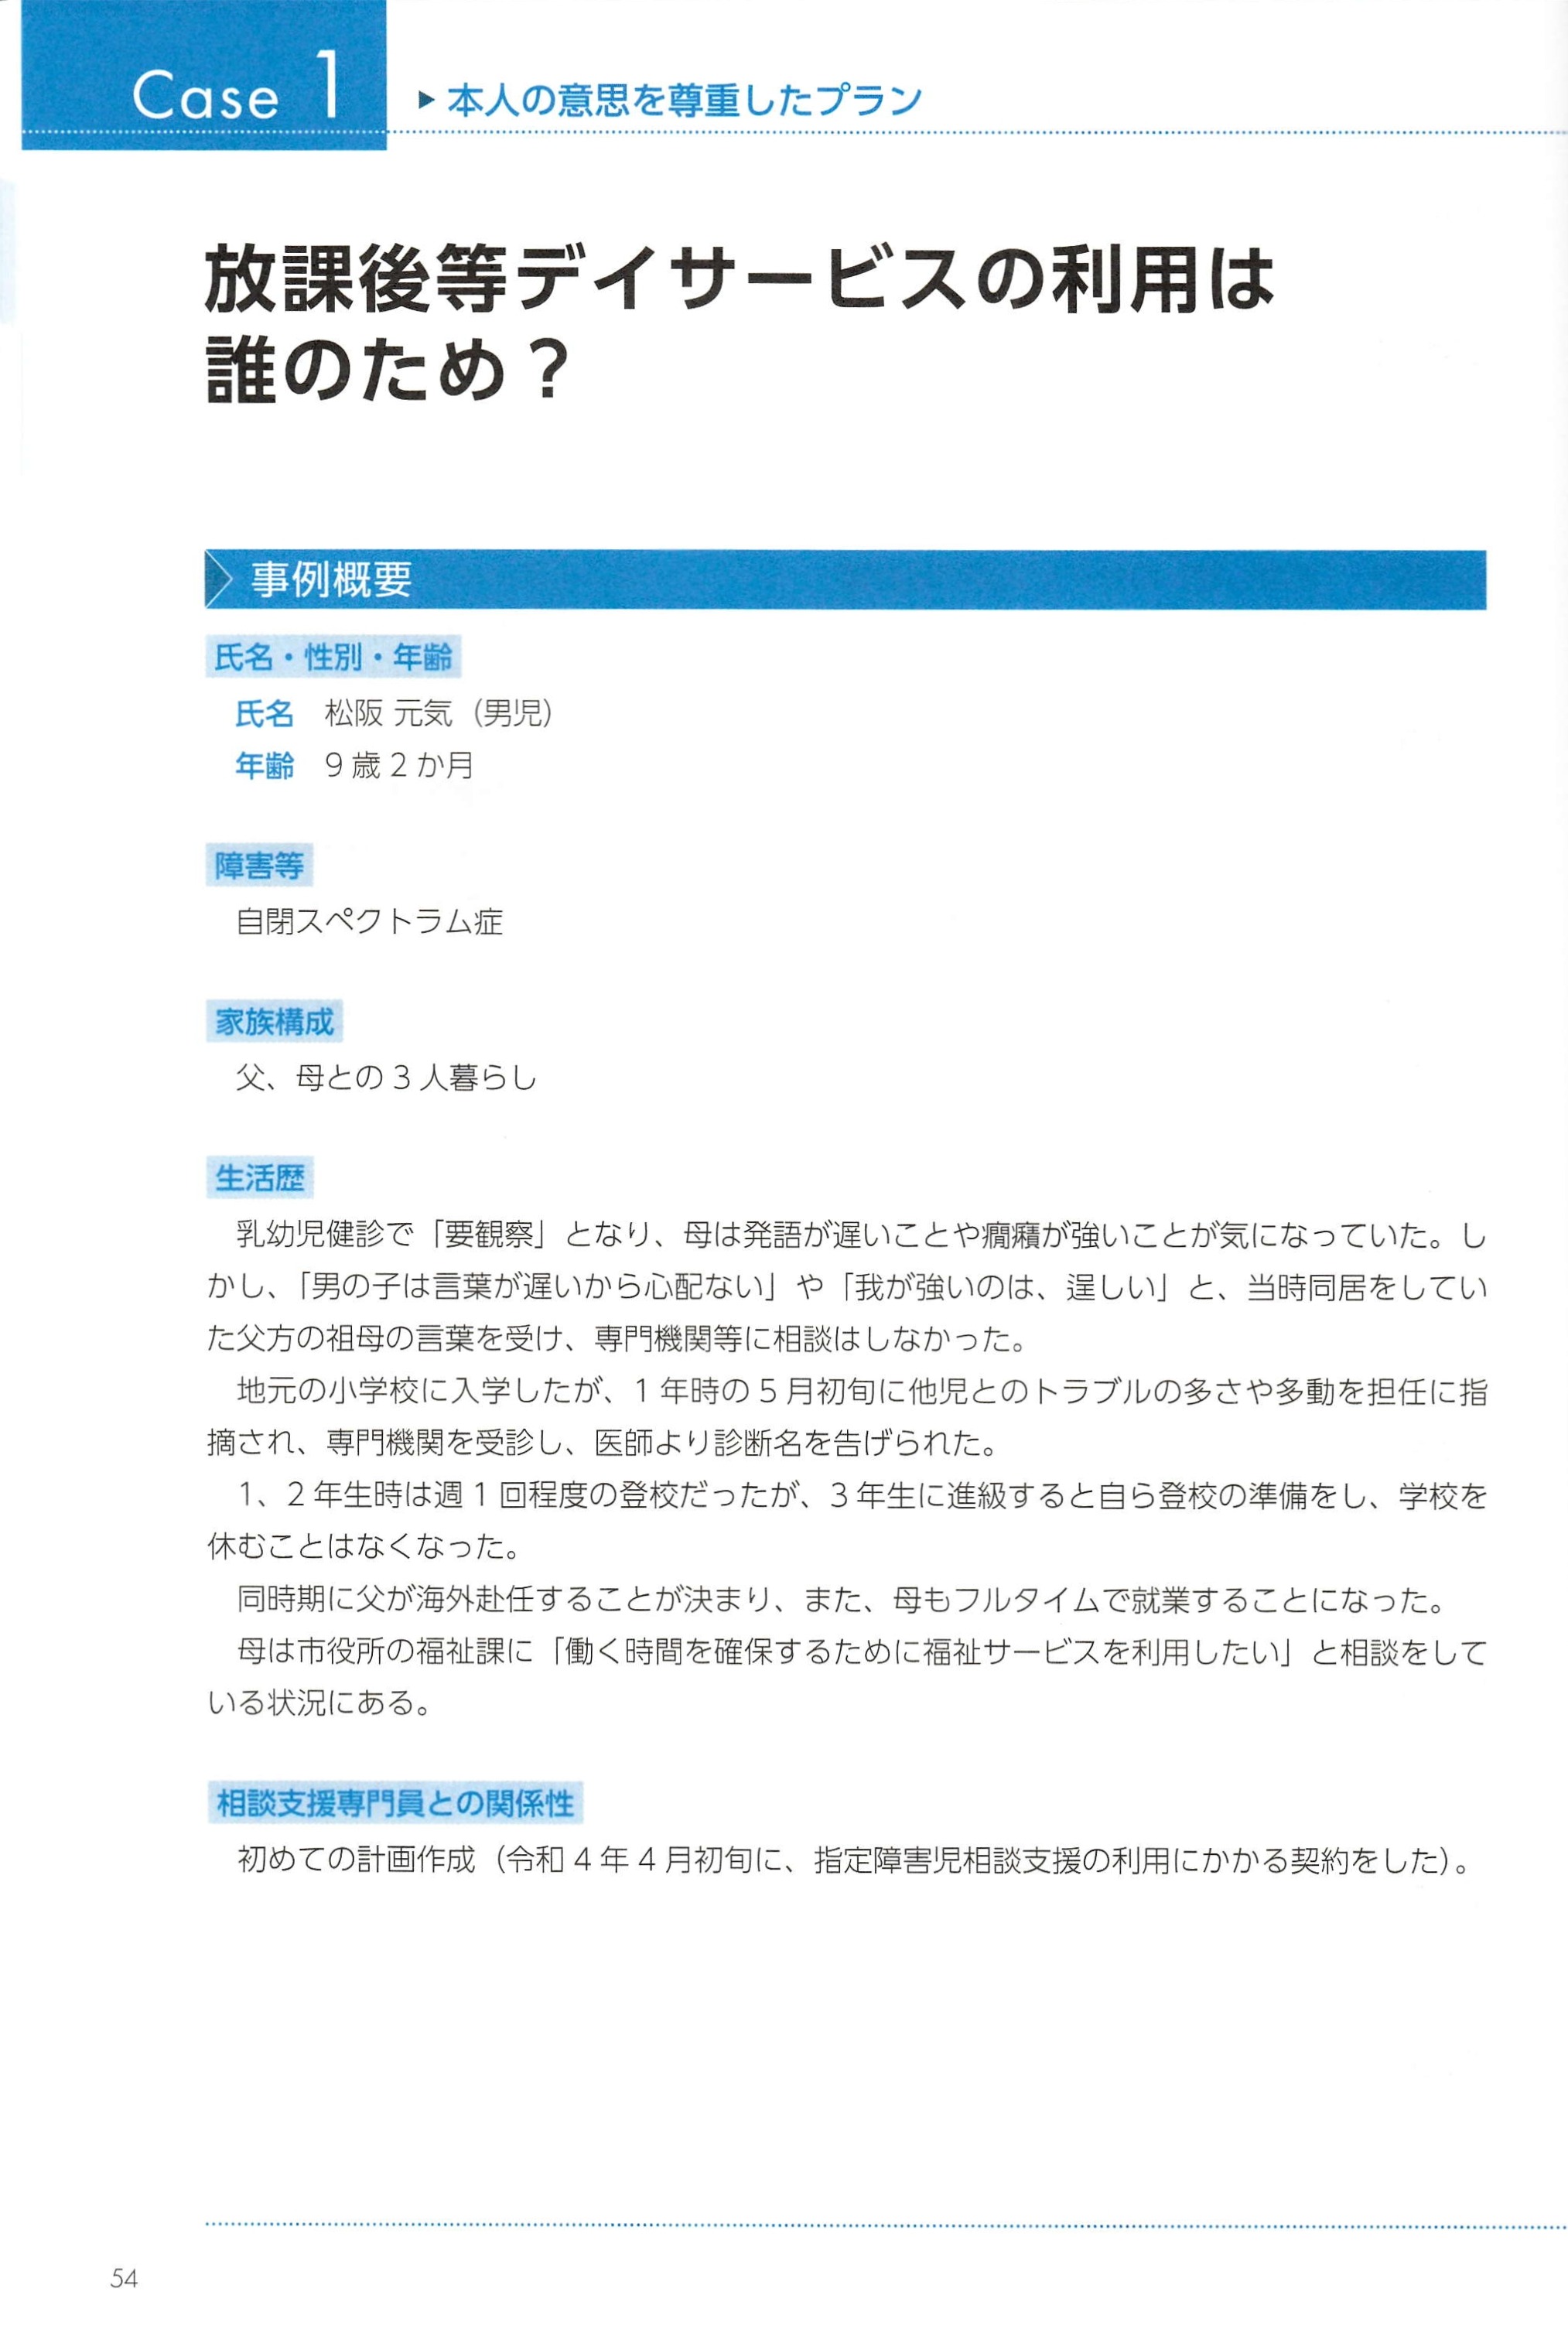 Case 1
▶ 本人の意思を尊重したプラン
放課後等デイサービスの利用は
誰のため？
事例概要
氏名・性別・年齢
氏名　松阪 元気（男児）
年齢　9歳2か月
障害等
自閉スペクトラム症
家族構成
父、母との3人暮らし
生活歴
乳幼児健診で「要観察」となり、母は発語が遅いことや癇癪が強いことが気になっていた。し
かし、「男の子は言葉が遅いから心配ない」や「我が強いのは、逞しい」と、当時同居をしてい
た父方の祖母の言葉を受け、専門機関等に相談はしなかった。
地元の小学校に入学したが、1年時の5月初旬に他児とのトラブルの多さや多動を担任に指
摘され、専門機関を受診し、医師より診断名を告げられた。
1、2年生時は週1回程度の登校だったが、3年生に進級すると自ら登校の準備をし、学校を
休むことはなくなった。
同時期に父が海外赴任することが決まり、また、母もフルタイムで就業することになった。
母は市役所の福祉課に「働く時間を確保するために福祉サービスを利用したい」と相談をして
いる状況にある。
相談支援専門員との関係性
初めての計画作成（令和4年4月初旬に、指定障害児相談支援の利用にかかる契約をした）。
54